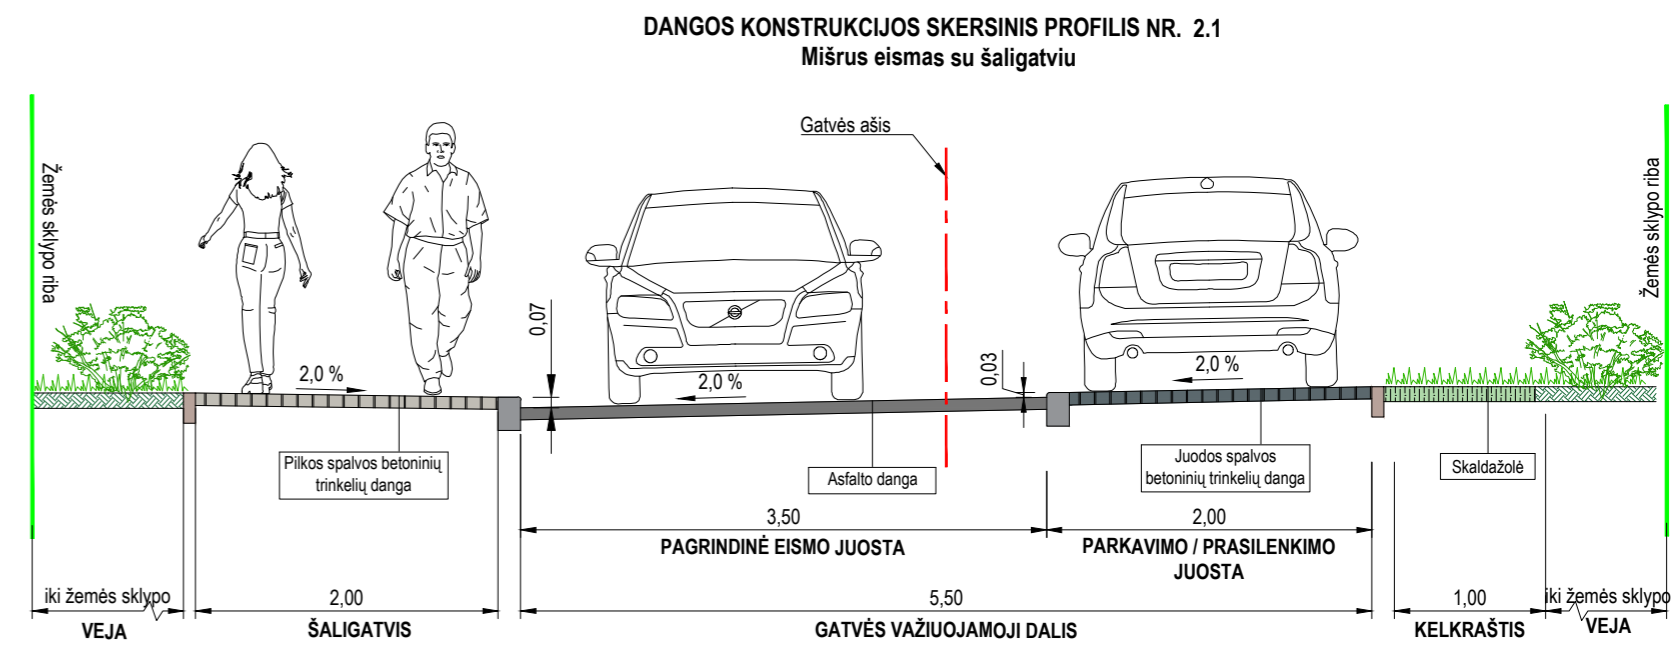 DANGOS KONSTRUKCIJOS SKERSINIS PROFILIS NR. 2.1
Mišrus eismas su šaligatviu
Gatvės ašis
Žemės sklypo riba
Žemės sklypo riba
0,07
0,03
2,0 %
2,0 %
2,0 %
Pilkos spalvos betoninių
trinkelių danga
Asfalto danga
Juodos spalvos
betoninių trinkelių danga
Skaldažolė
3,50
PAGRINDINĖ EISMO JUOSTA
2,00
PARKAVIMO / PRASILENKIMO
JUOSTA
iki žemės sklypo
VEJA
2,00
ŠALIGATVIS
5,50
GATVĖS VAŽIUOJAMOJI DALIS
1,00
KELKRAŠTIS
iki žemės sklypo
VEJA